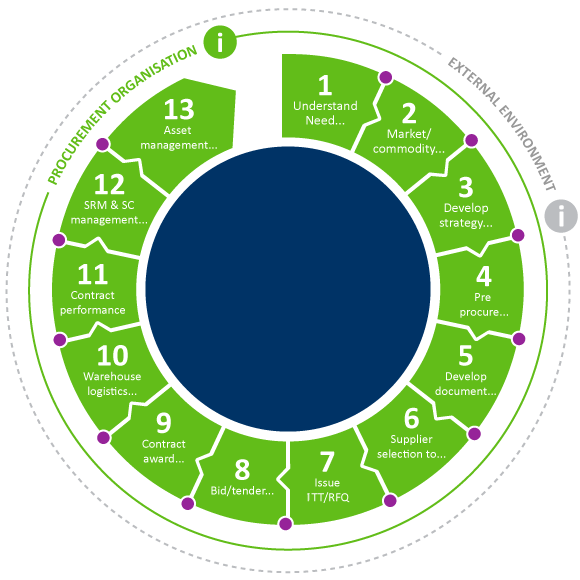 PROCUREMENT ORGANISATION
i
EXTERNAL ENVIRONMENT
i
1
Understand
Need...
2
Market/
commodity...
3
Develop
strategy...
4
Pre
procure...
5
Develop
document...
6
Supplier
selection to...
7
Issue
ITT/RFQ
8
Bid/tender...
9
Contract
award...
10
Warehouse
logistics...
11
Contract
performance
12
SRM & SC
management...
13
Asset
management...